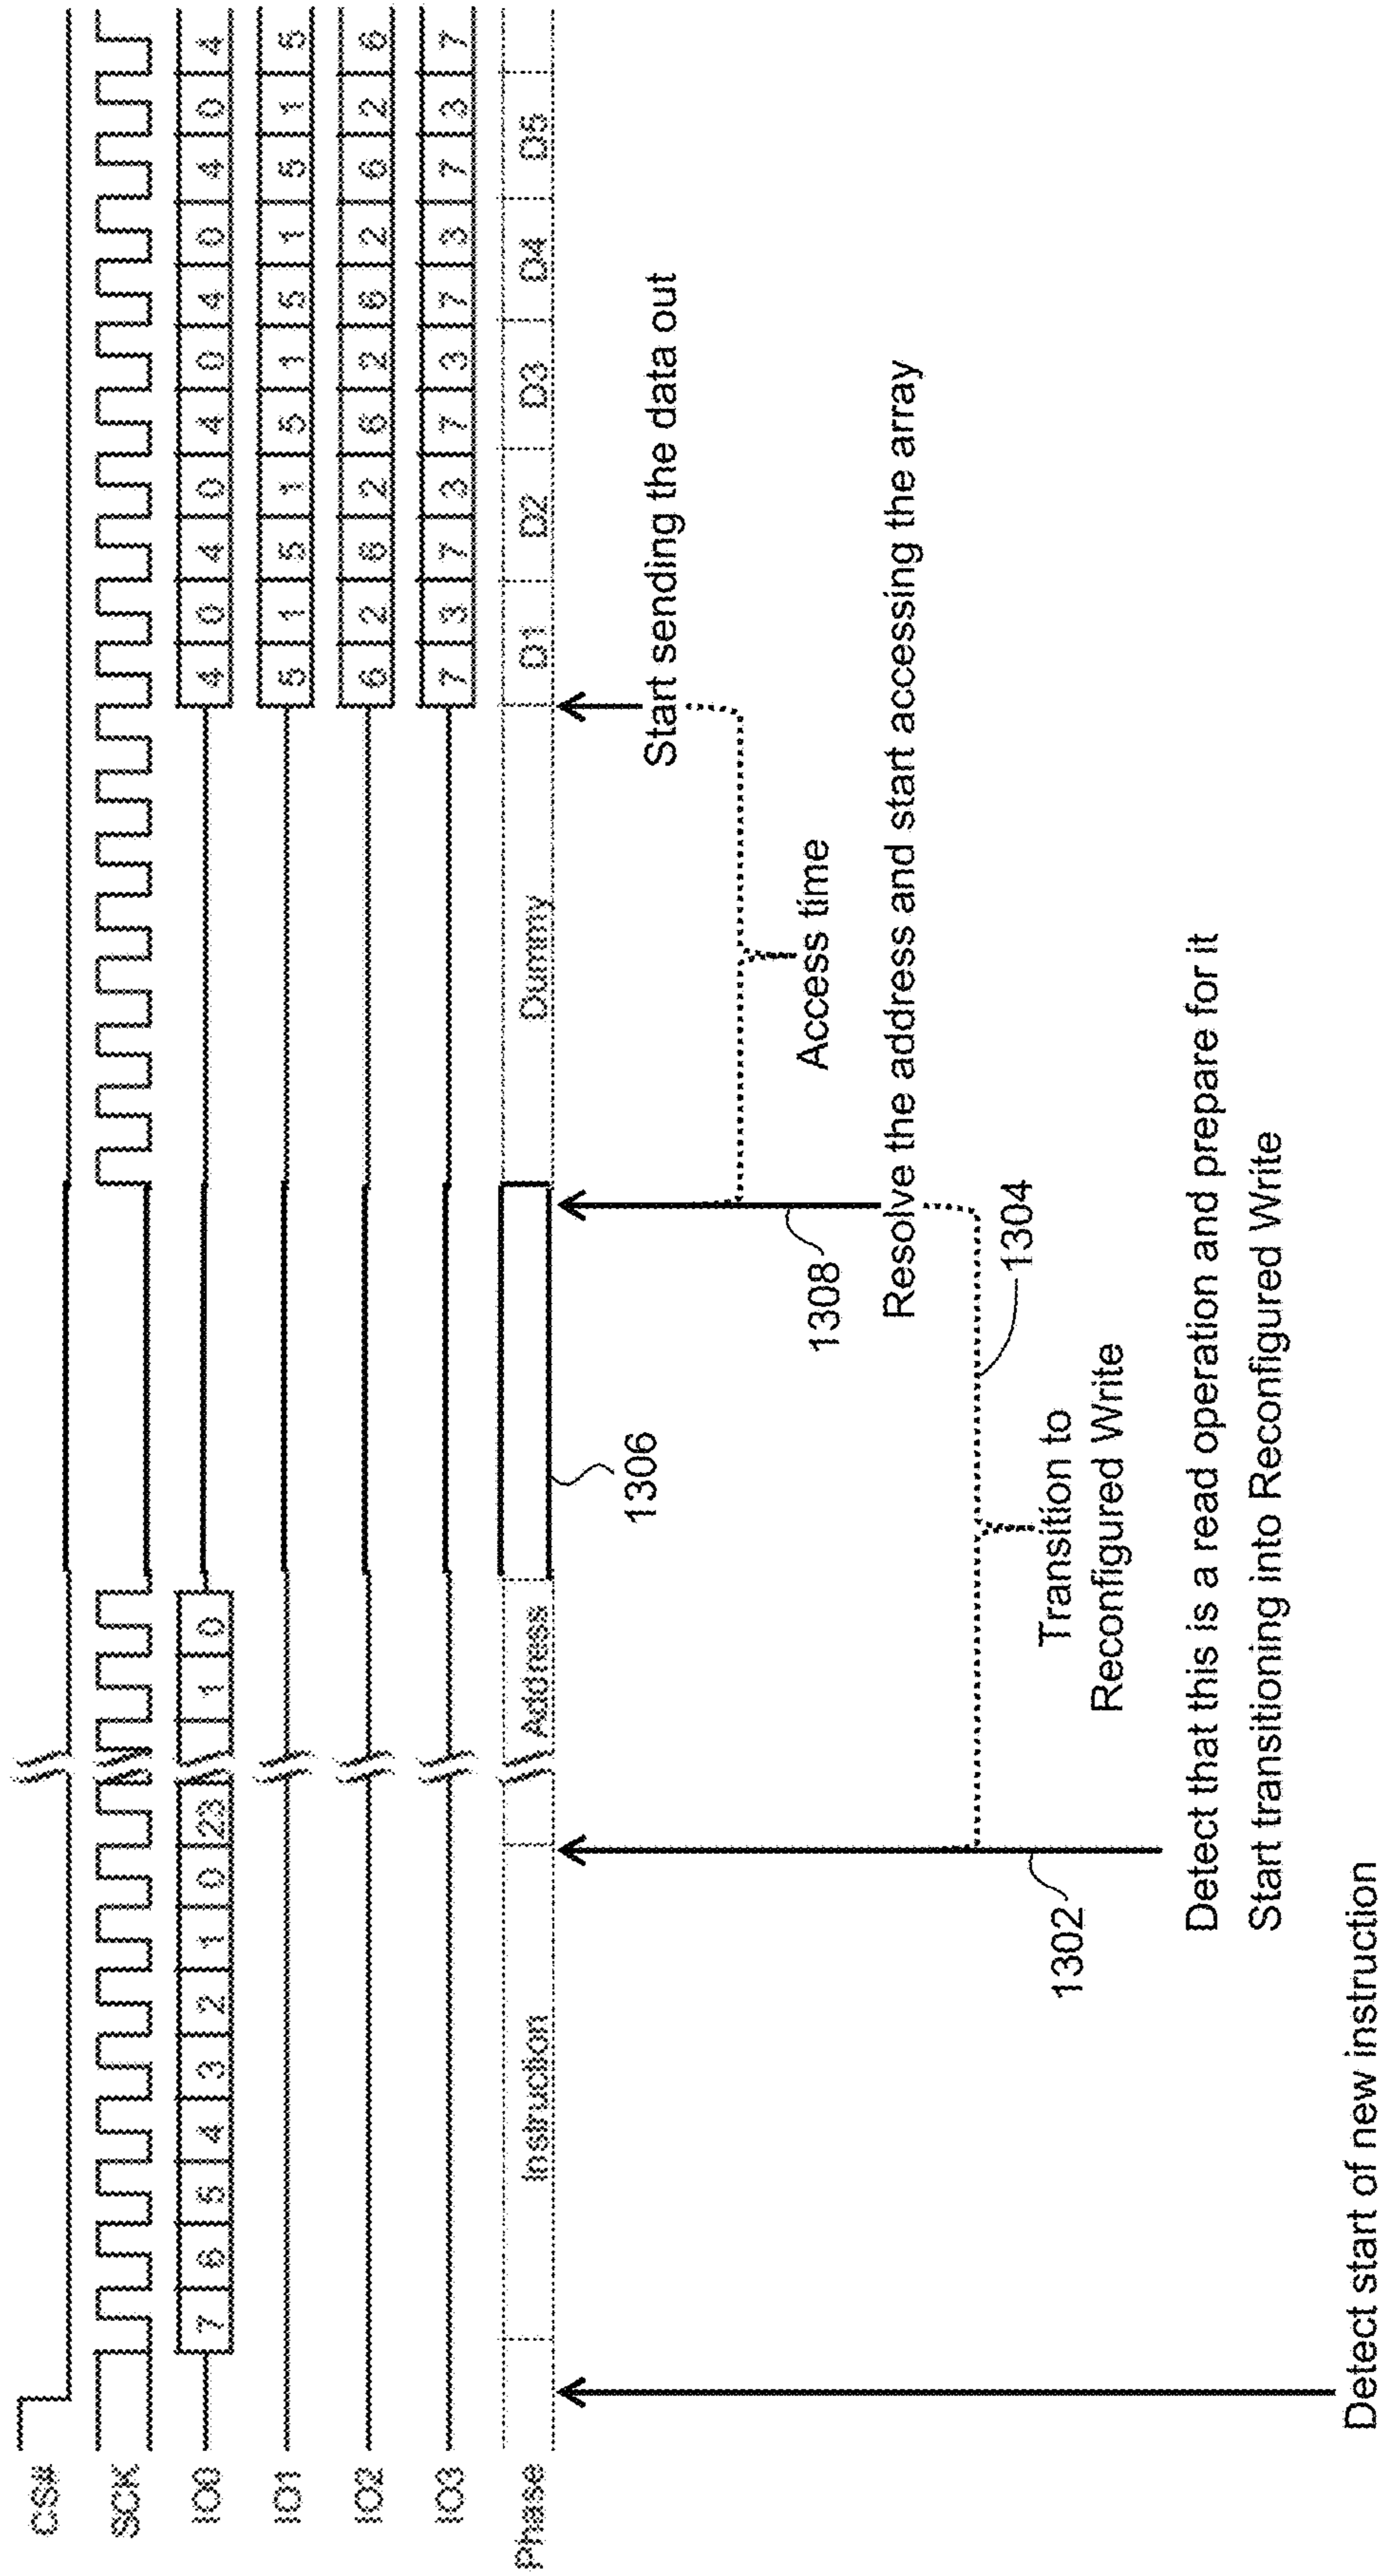 CS#
SCK
IO0 7 6 5 4 3 2 1 0 23 1 0 4 0 4 0 4 0 4 0 4 0 4
IO1 5 1 5 1 5 1 5 1 5 1 5
IO2 6 2 6 2 6 2 6 2 6 2 6
IO3 7 3 7 3 7 3 7 3 7 3 7
Phase Instruction Address Dummy D1 D2 D3 D4 D5
1306
Start sending the data out
Access time
1308
Resolve the address and start accessing the array
1304
Transition to
Reconfigured Write
1302
Detect that this is a read operation and prepare for it
Start transitioning into Reconfigured Write
Detect start of new instruction